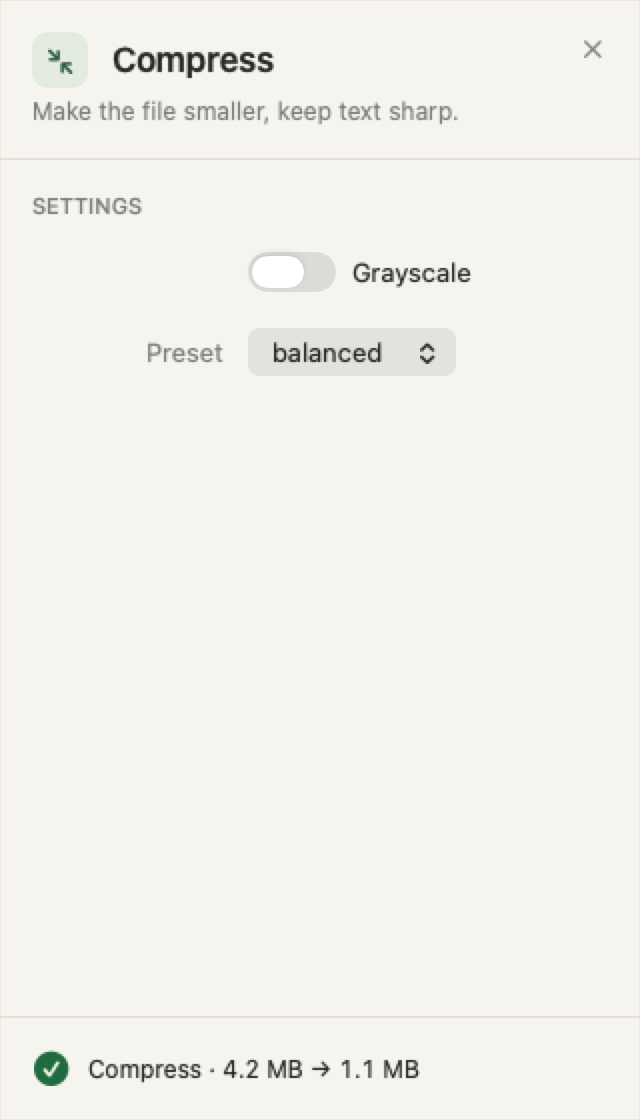 Compress
Make the file smaller, keep text sharp.
SETTINGS
Grayscale
Preset balanced
Compress · 4.2 MB → 1.1 MB